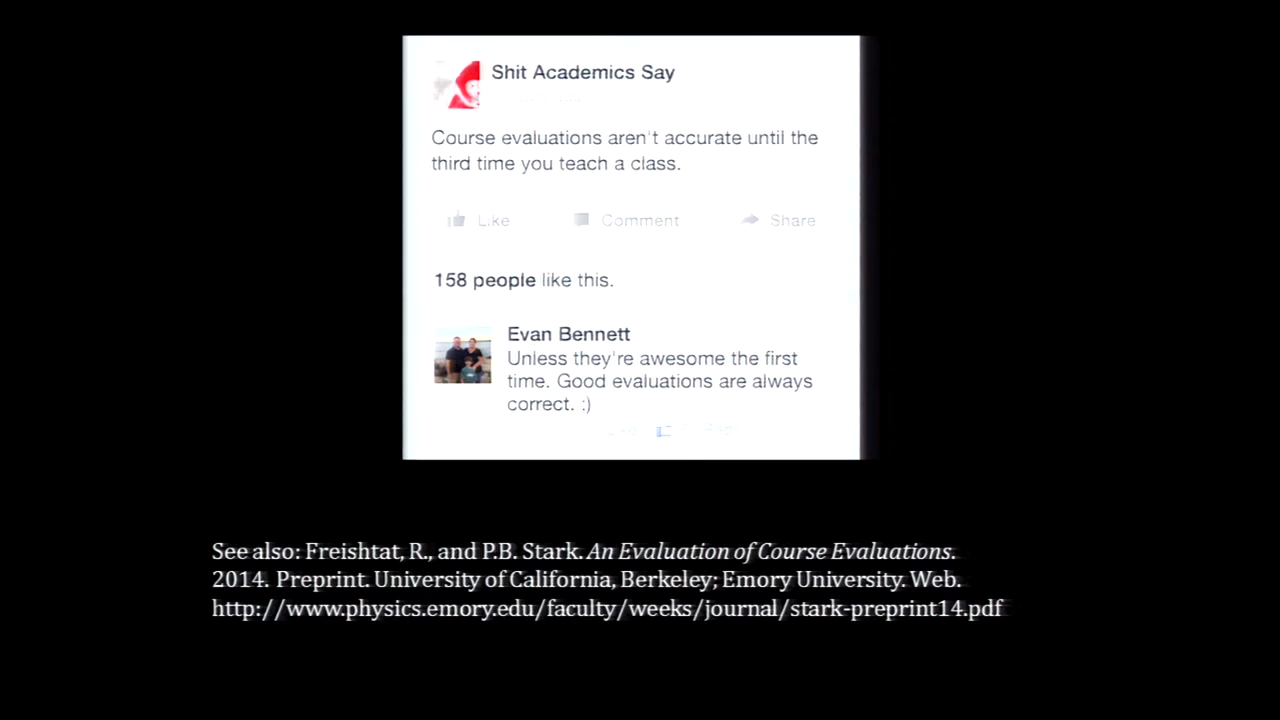 Shit Academics Say
Course evaluations aren't accurate until the
third time you teach a class.
Like Comment Share
158 people like this.
Evan Bennett
Unless they're awesome the first
time. Good evaluations are always
correct. :)
See also: Freishtat, R., and P.B. Stark. An Evaluation of Course Evaluations.
2014. Preprint. University of California, Berkeley; Emory University. Web.
http://www.physics.emory.edu/faculty/weeks/journal/stark-preprint14.pdf